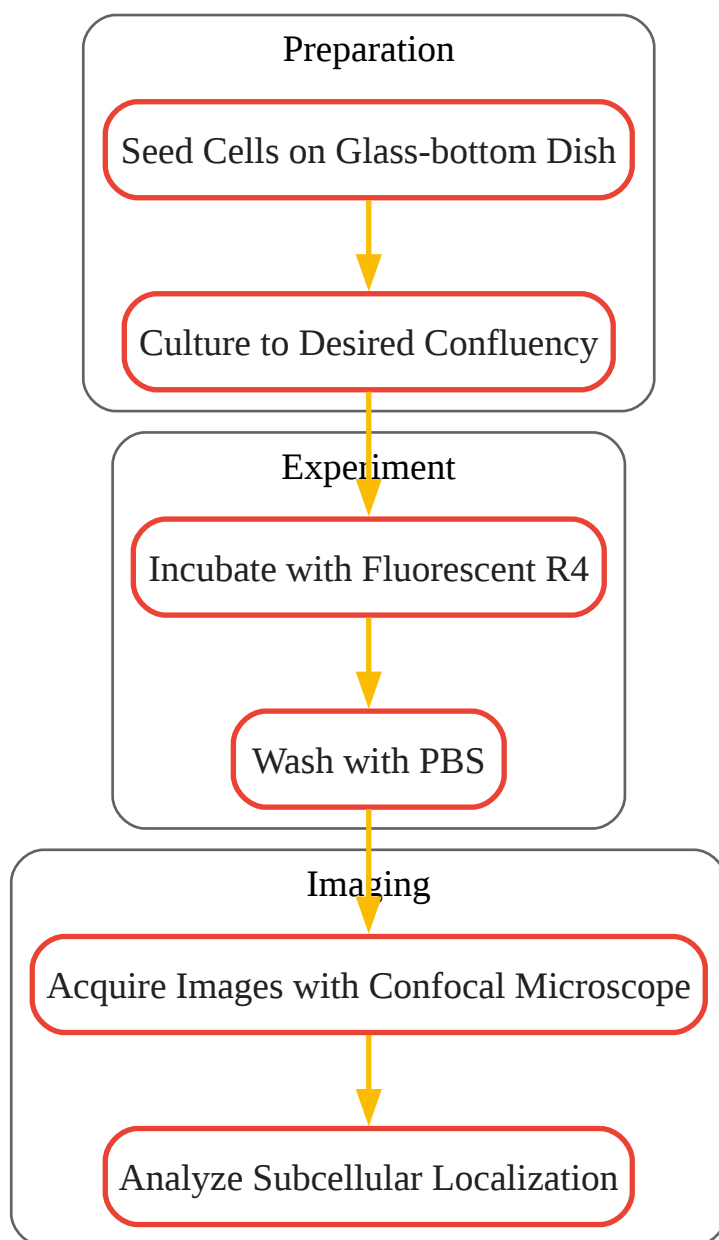 Preparation
Seed Cells on Glass-bottom Dish
Culture to Desired Confluency
Experiment
Incubate with Fluorescent R4
Wash with PBS
Imaging
Acquire Images with Confocal Microscope
Analyze Subcellular Localization